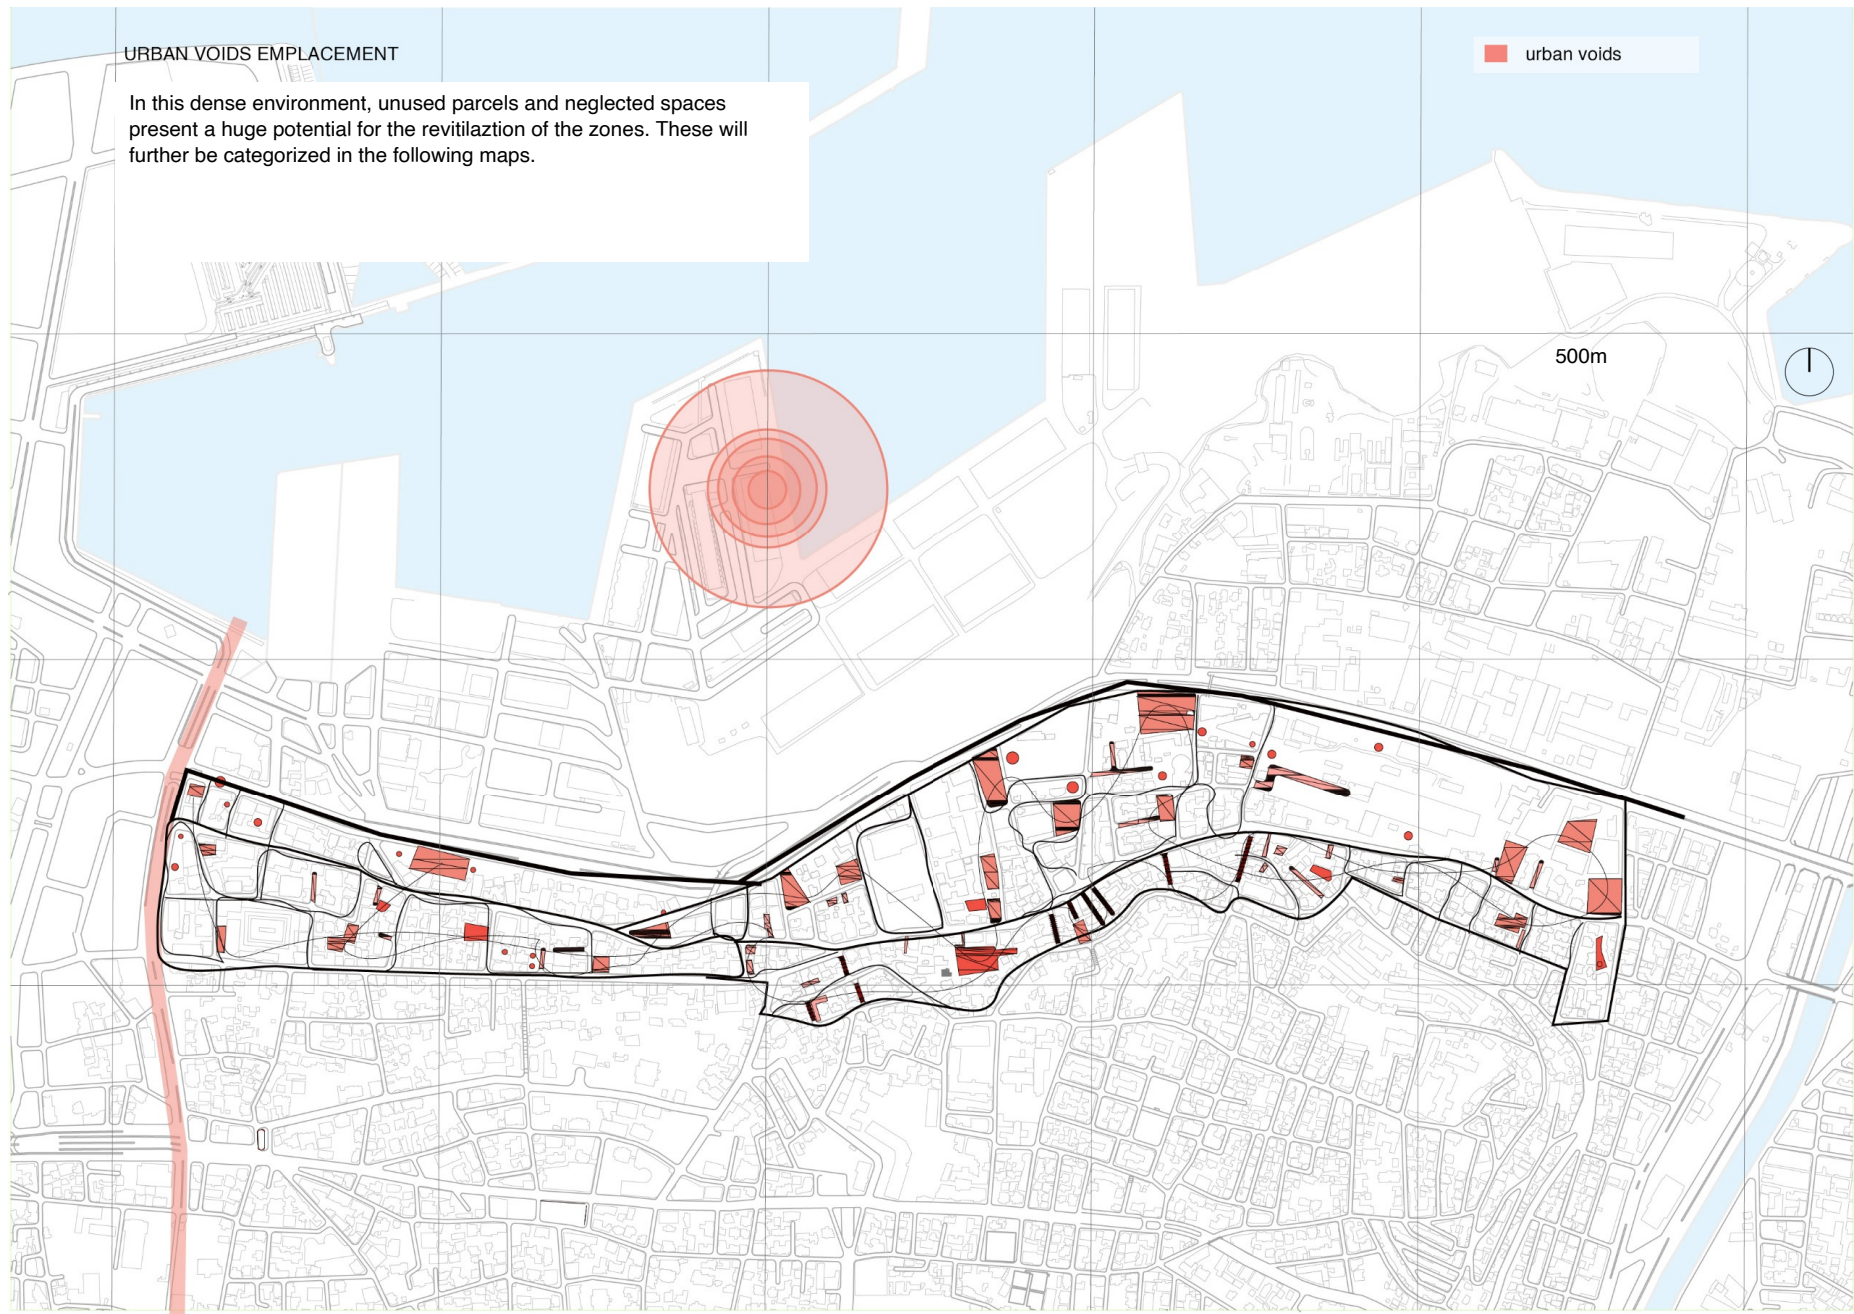 URBAN VOIDS EMPLACEMENT
urban voids
In this dense environment, unused parcels and neglected spaces
present a huge potential for the revitilaztion of the zones. These will
further be categorized in the following maps.
500m